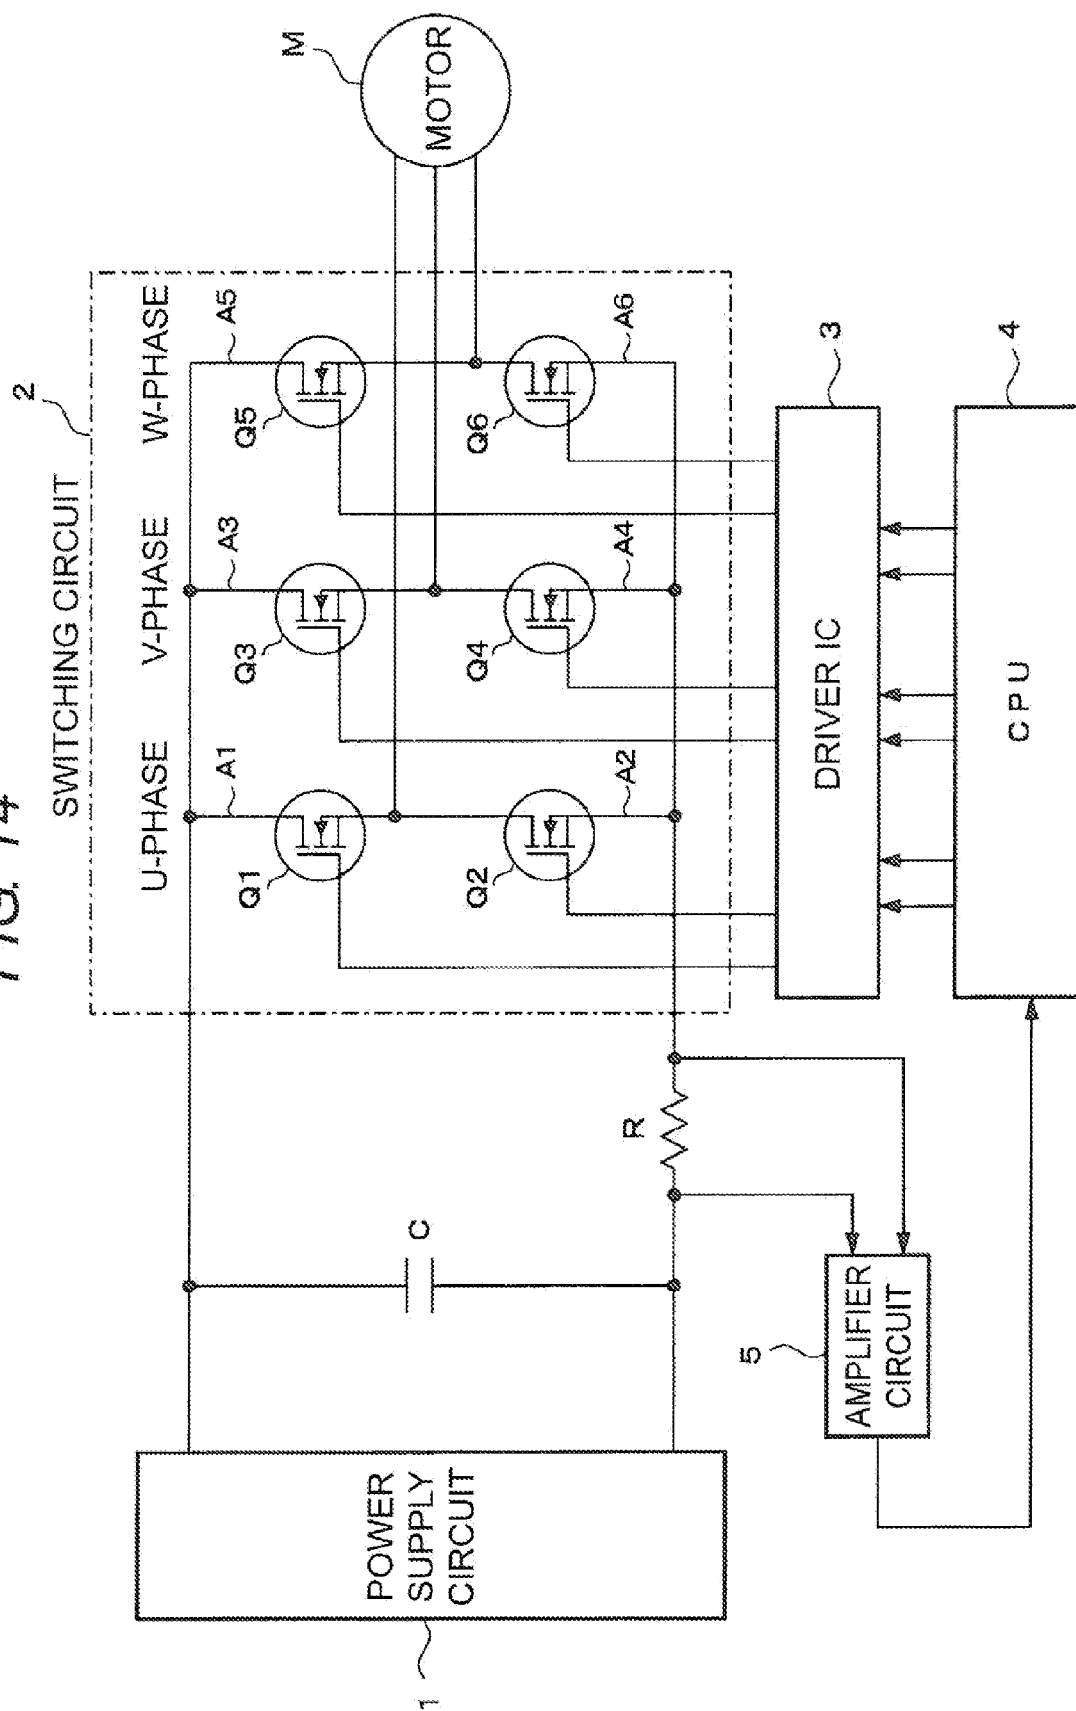 FIG. 14
SWITCHING CIRCUIT
2
U-PHASE
V-PHASE
W-PHASE
A1
A3
A5
Q1
Q3
Q5
M
MOTOR
Q2
Q4
Q6
A2
A4
A6
C
R
POWER
SUPPLY
CIRCUIT
1
DRIVER IC
3
5
AMPLIFIER
CIRCUIT
CPU
4